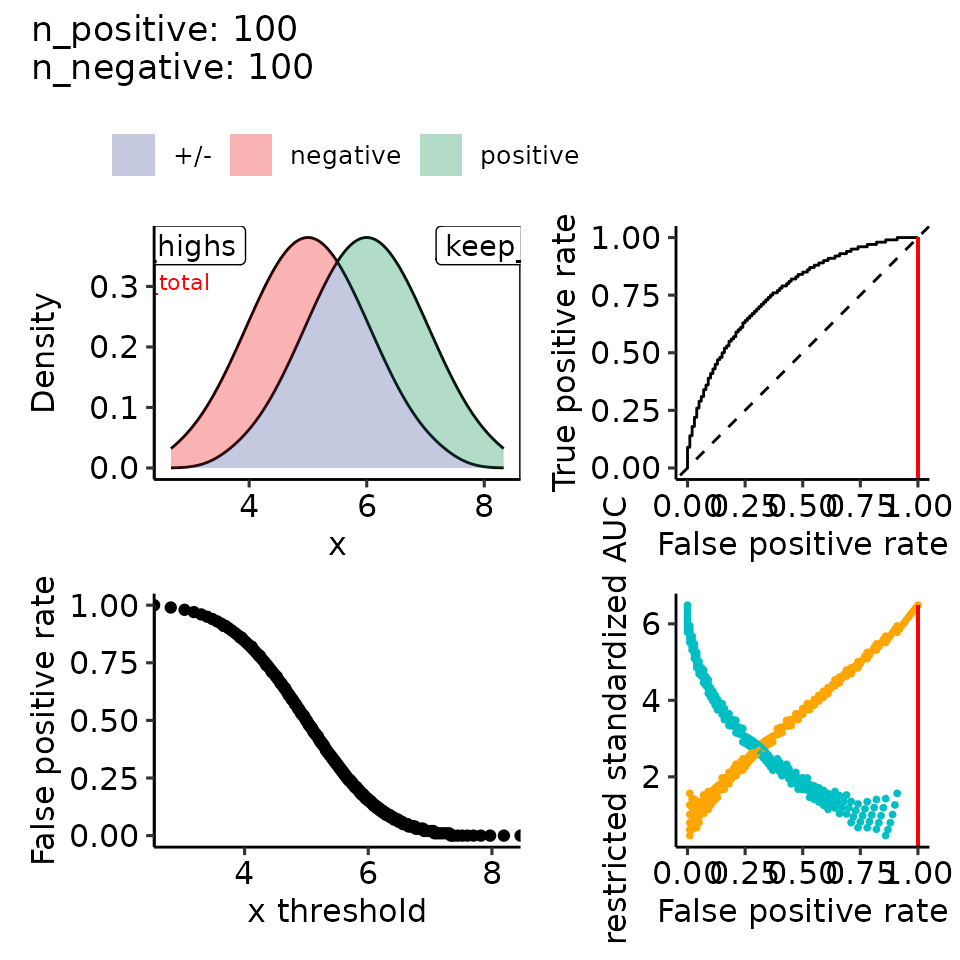 n_positive: 100
n_negative: 100
+/- negative positive
highs
keep_
_total
Density
0.3
0.2
0.1
0.0
4 6 8
x
True positive rate
1.00
0.75
0.50
0.25
0.00
0.00 0.25 0.50 0.75 1.00
False positive rate
False positive rate
1.00
0.75
0.50
0.25
0.00
4 6 8
x threshold
restricted standardized AUC
6
4
2
0.00 0.25 0.50 0.75 1.00
False positive rate